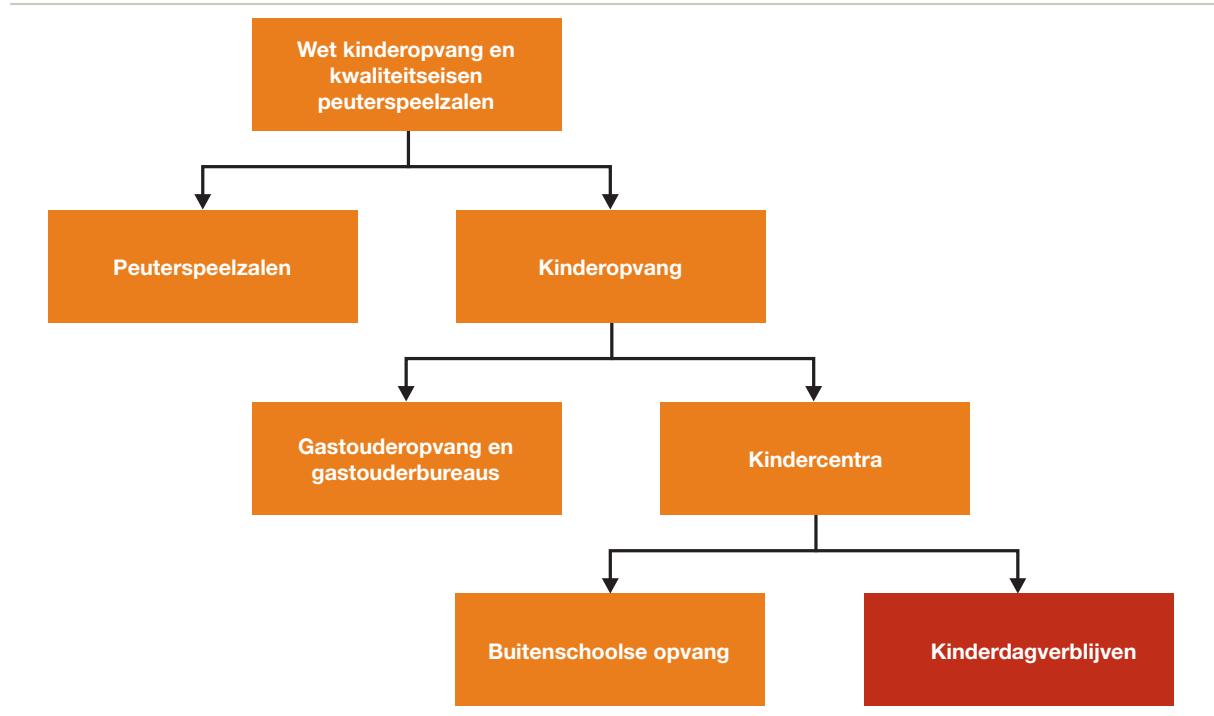 Wet kinderopvang en
kwaliteitseisen
peuterspeelzalen
Peuterspeelzalen
Kinderopvang
Gastouderopvang en
gastouderbureaus
Kindercentra
Buitenschoolse opvang
Kinderdagverblijven